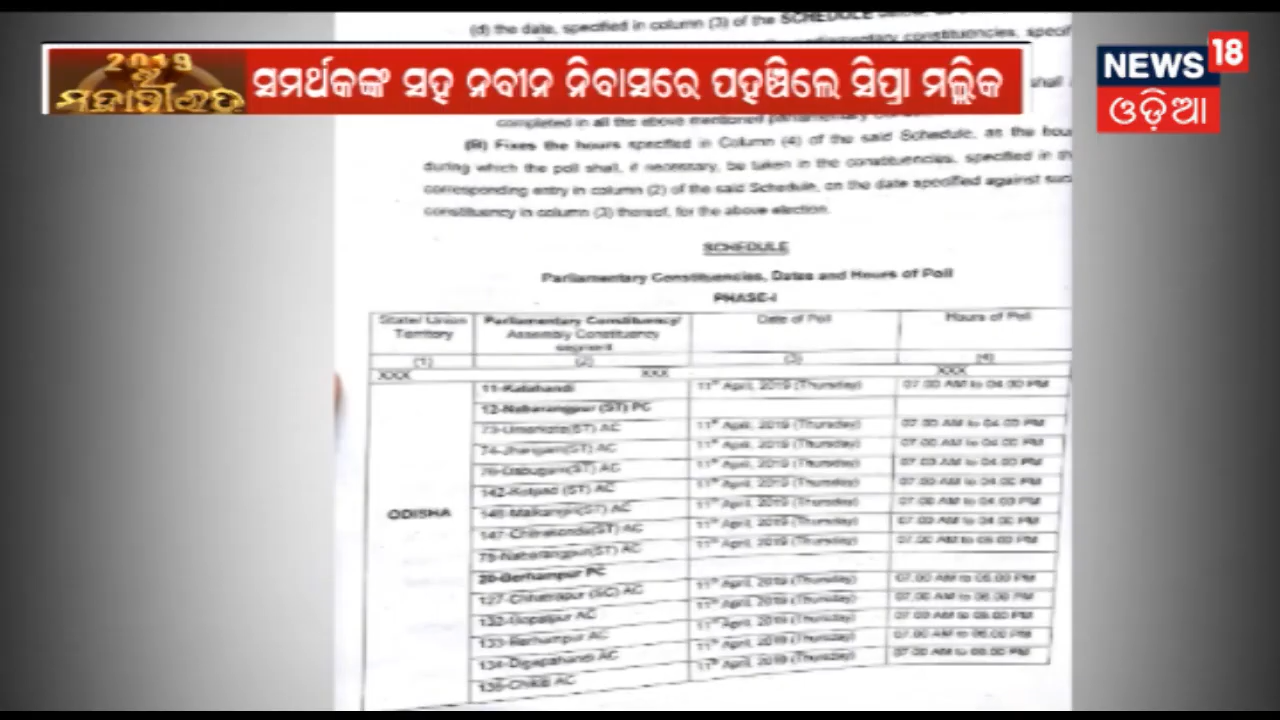 (d) the date, specified in column (3) of the SCHEDULE below, as
parliamentary constituencies, specif
2019
ର ମହାଭାରତ
ସମର୍ଥକଙ୍କ ସହ ନବୀନ ନିବାସରେ ପହଞ୍ଚିଲେ ସିପ୍ରା ମଲ୍ଲିକ
NEWS 18
ଓଡ଼ିଆ
shall
completed in all the above mentioned parliamentary
(B) Fixes the hours specified in Column (4) of the said Schedule, as the hou
during which the poll shall, if necessary, be taken in the constituencies, specified in th
corresponding entry in column (2) of the said Schedule, on the date specified against suc
constituency in column (3) thereof, for the above election.
SCHEDULE
Parliamentary Constituencies, Dates and Hours of Poll
PHASE-I
State/ Union Territory Parliamentary Constituency/ Assembly Constituency segment Date of Poll Hours of Poll
(1) (2) (3) (4)
XXX XXX XXX
11-Kalahandi 11th April, 2019 (Thursday) 07.00 AM to 04.00 PM
12-Nabarangpur (ST) PC
73-Umerkote(ST) AC 11th April, 2019 (Thursday) 07.00 AM to 04.00 PM
74-Jharigam(ST) AC 11th April, 2019 (Thursday) 07.00 AM to 04.00 PM
76-Dabugam(ST) AC 11th April, 2019 (Thursday) 07.00 AM to 04.00 PM
142-Kotpad (ST) AC 11th April, 2019 (Thursday) 07.00 AM to 04.00 PM
146-Malkangiri(ST) AC 11th April, 2019 (Thursday) 07.00 AM to 04.00 PM
147-Chitrakonda(ST) AC 11th April, 2019 (Thursday) 07.00 AM to 04.00 PM
75-Nabarangpur(ST) AC 11th April, 2019 (Thursday) 07.00 AM to 05.00 PM
ODISHA
20-Berhampur PC
127-Chhatrapur (SC) AC 11th April, 2019 (Thursday) 07.00 AM to 06.00 PM
132-Gopalpur AC 11th April, 2019 (Thursday) 07.00 AM to 06.00 PM
133-Berhampur AC 11th April, 2019 (Thursday) 07.00 AM to 06.00 PM
134-Digapahandi AC 11th April, 2019 (Thursday) 07.00 AM to 06.00 PM
136-Chikiti AC 11th April, 2019 (Thursday) 07.00 AM to 06.00 PM